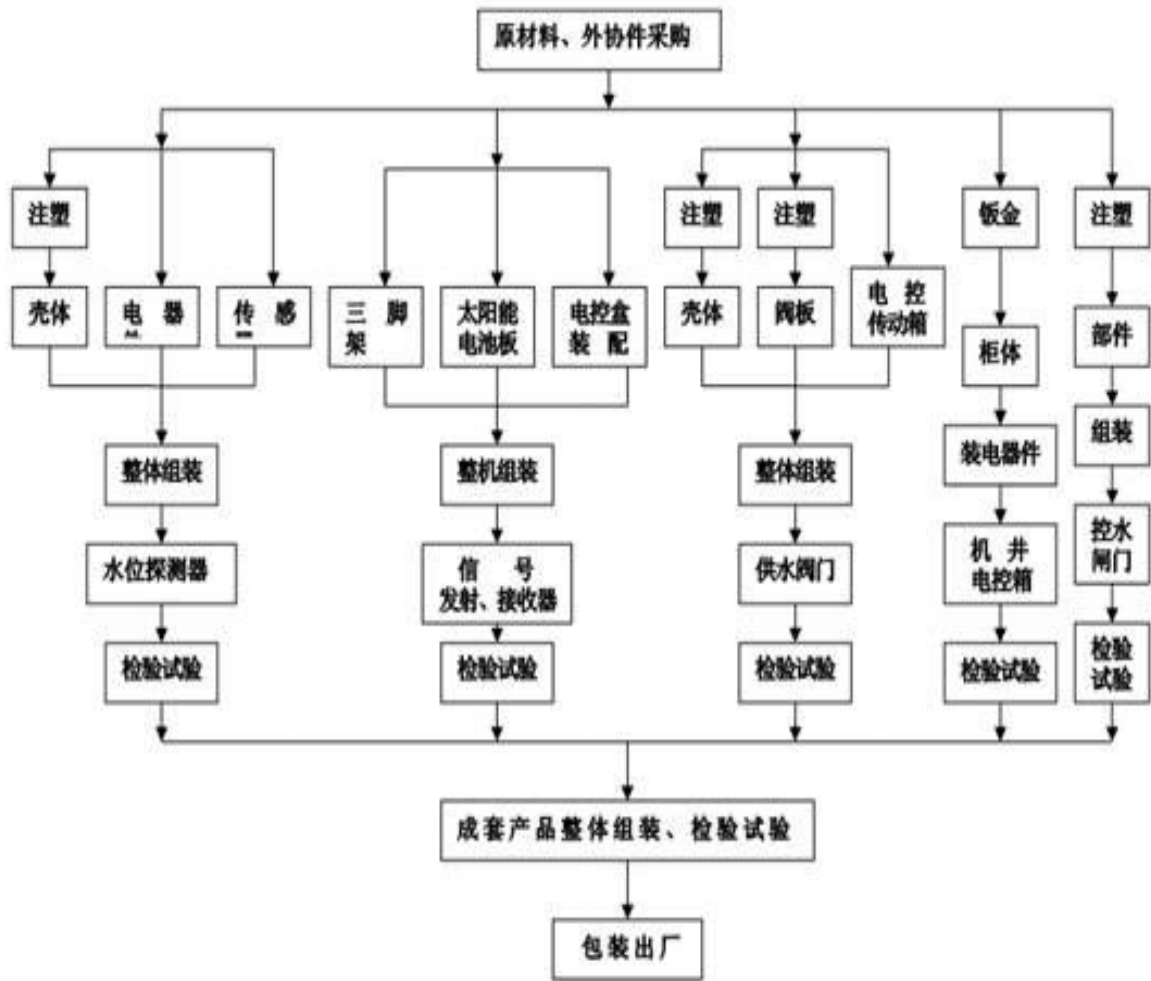 原材料、外协件采购
注塑
注塑
注塑
钣金
注塑
壳体
电 器
传 感
三 脚
架
太阳能
电池板
电控盒
装 配
壳体
阀板
电 控
传动箱
柜体
部件
整体组装
整机组装
整体组装
装电器件
组装
水位探测器
信 号
发射、接收器
供水阀门
机 井
电控箱
控水
闸门
检验试验
检验试验
检验试验
检验试验
检验
试验
成套产品整体组装、检验试验
包装出厂